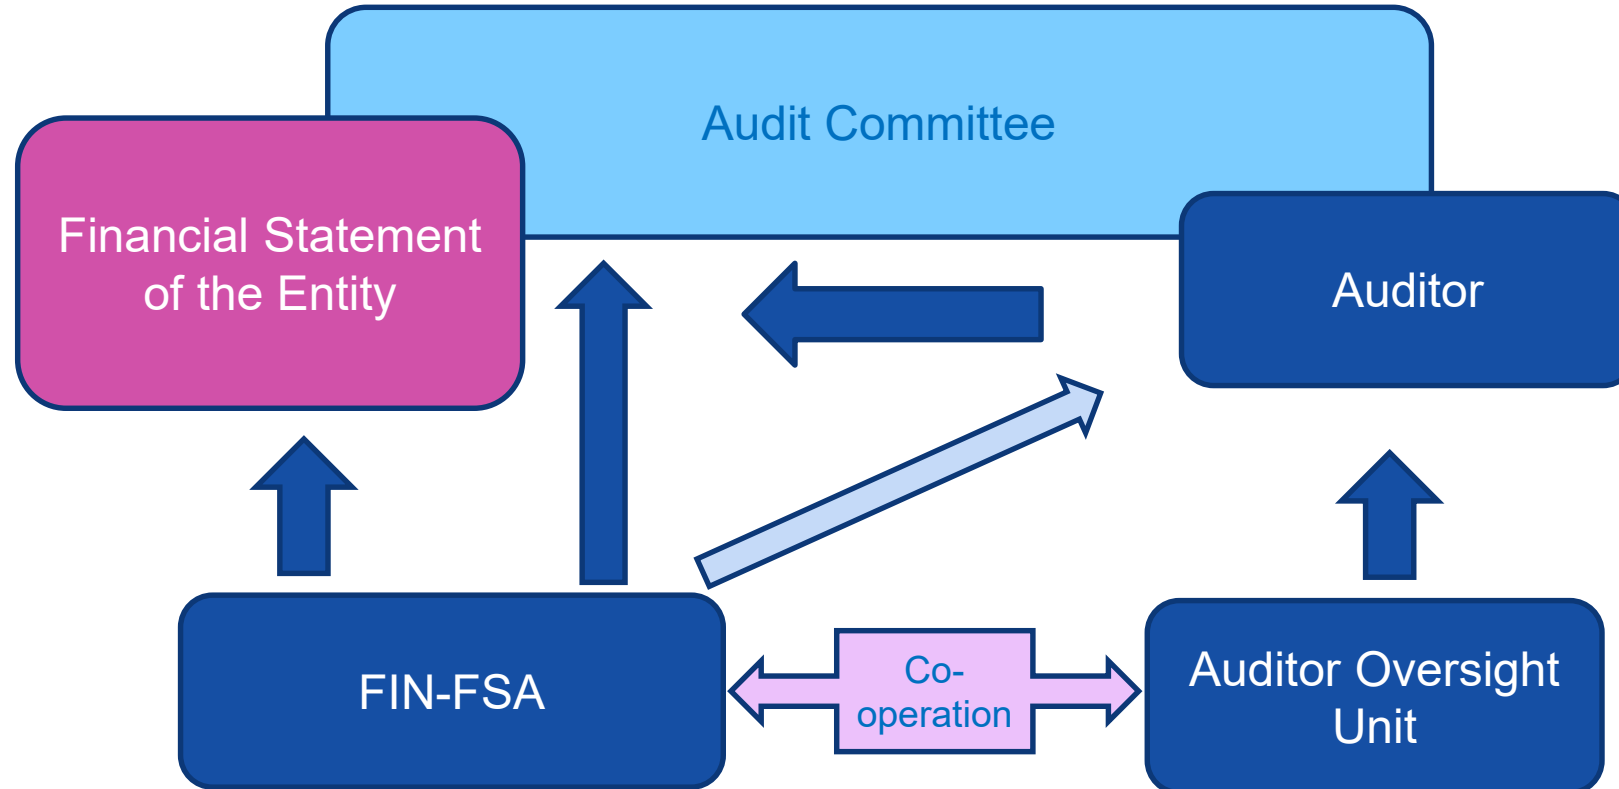 Audit Committee
Financial Statement
of the Entity
Auditor
FIN-FSA
Co-
operation
Auditor Oversight
Unit